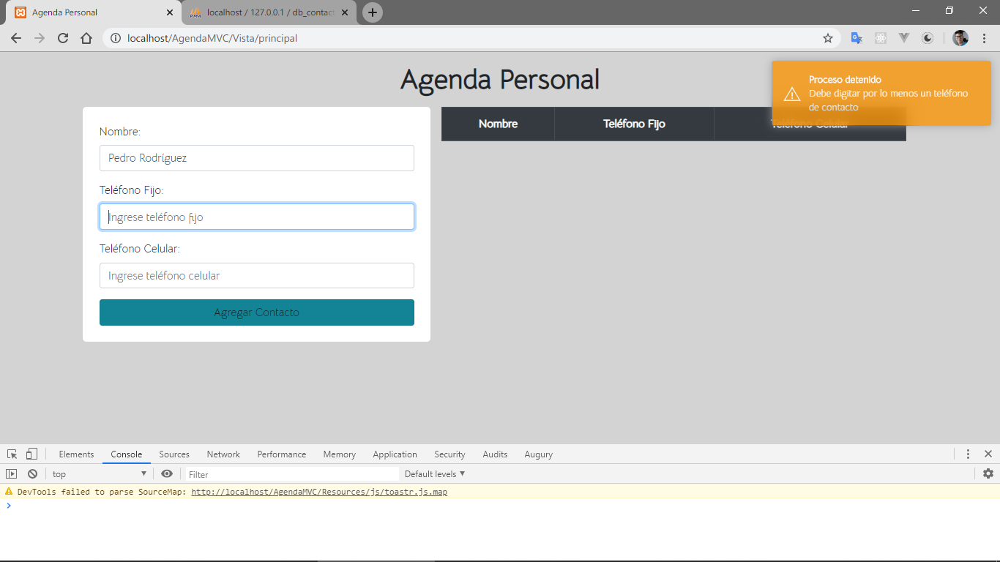 Agenda Personal
localhost / 127.0.0.1 / db_contact
localhost/AgendaMVC/Vista/principal
Agenda Personal
Proceso detenido
Debe digitar por lo menos un teléfono
de contacto
Nombre:
Pedro Rodríguez
Teléfono Fijo:
Ingrese teléfono fijo
Teléfono Celular:
Ingrese teléfono celular
Agregar Contacto
Nombre Teléfono Fijo Teléfono Celular
Elements Console Sources Network Performance Memory Application Security Audits Augury
top Filter Default levels
DevTools failed to parse SourceMap: http://localhost/AgendaMVC/Resources/js/toastr.js.map